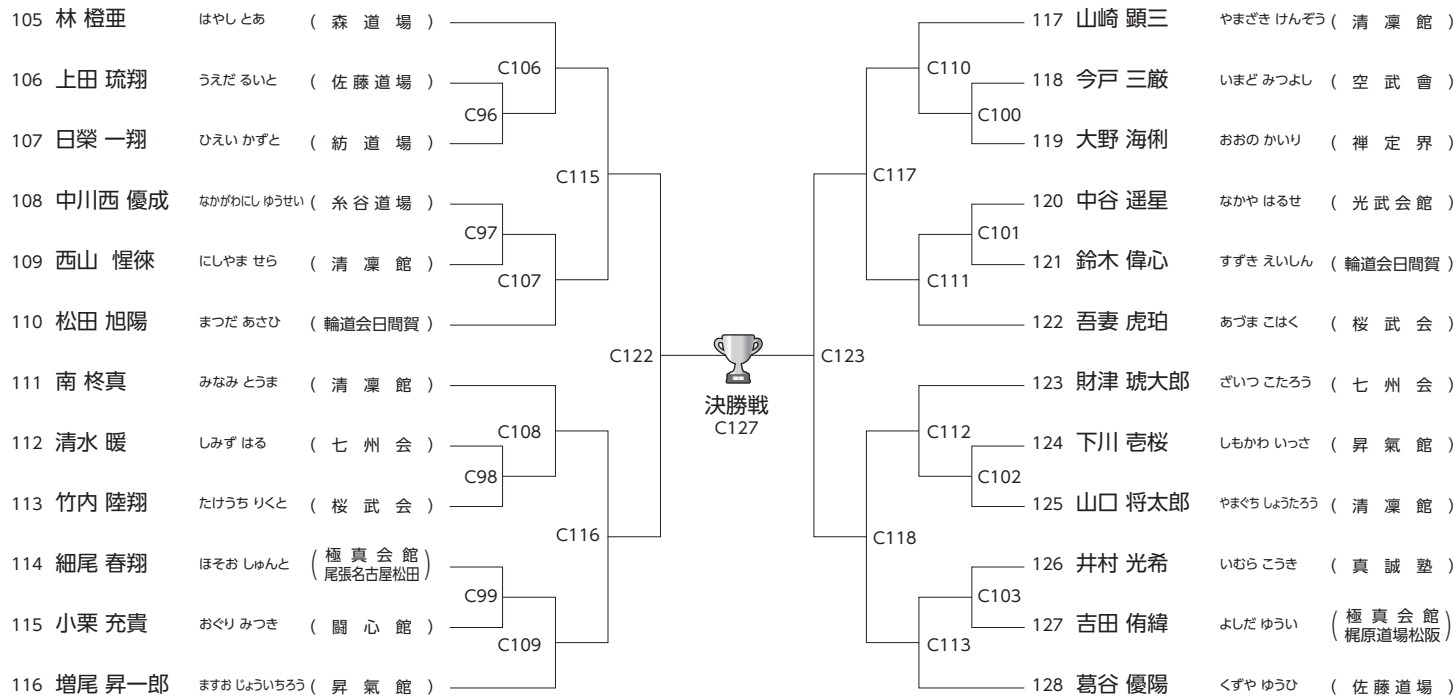 105 林 橙亜 はやし とあ ( 森 道 場 )
106 上田 琉翔 うえだ るいと ( 佐藤道場 )
107 日榮 一翔 ひえい かずと ( 紡 道 場 )
108 中川西 優成 なかがわにし ゆうせい ( 糸谷道場 )
109 西山 惺徠 にしやま せら ( 清 凜 館 )
110 松田 旭陽 まつだ あさひ ( 輪道会日間賀 )
111 南 柊真 みなみ とうま ( 清 凜 館 )
112 清水 暖 しみず はる ( 七 州 会 )
113 竹内 陸翔 たけうち りくと ( 桜 武 会 )
114 細尾 春翔 ほそお しゅんと ( 極真会館 尾張名古屋松田 )
115 小栗 充貴 おぐり みつき ( 闘 心 館 )
116 増尾 昇一郎 ますお じょういちろう ( 昇 氣 館 )
C106
C96
C115
C97
C107
C122
C108
C98
C116
C99
C109
決勝戦
C127
C123
C110
C100
C117
C101
C111
C112
C102
C118
C103
C113
117 山崎 顕三 やまざき けんぞう ( 清 凜 館 )
118 今戸 三厳 いまど みつよし ( 空 武 會 )
119 大野 海俐 おおの かいり ( 禅 定 界 )
120 中谷 遥星 なかや はるせ ( 光武会館 )
121 鈴木 偉心 すずき えいしん ( 輪道会日間賀 )
122 吾妻 虎珀 あづま こはく ( 桜 武 会 )
123 財津 琥大郎 ざいつ こたろう ( 七 州 会 )
124 下川 壱桜 しもかわ いっさ ( 昇 氣 館 )
125 山口 将太郎 やまぐち しょうたろう ( 清 凜 館 )
126 井村 光希 いむら こうき ( 真 誠 塾 )
127 吉田 侑緯 よしだ ゆうい ( 極真会館 梶原道場松阪 )
128 葛谷 優陽 くずや ゆうひ ( 佐藤道場 )